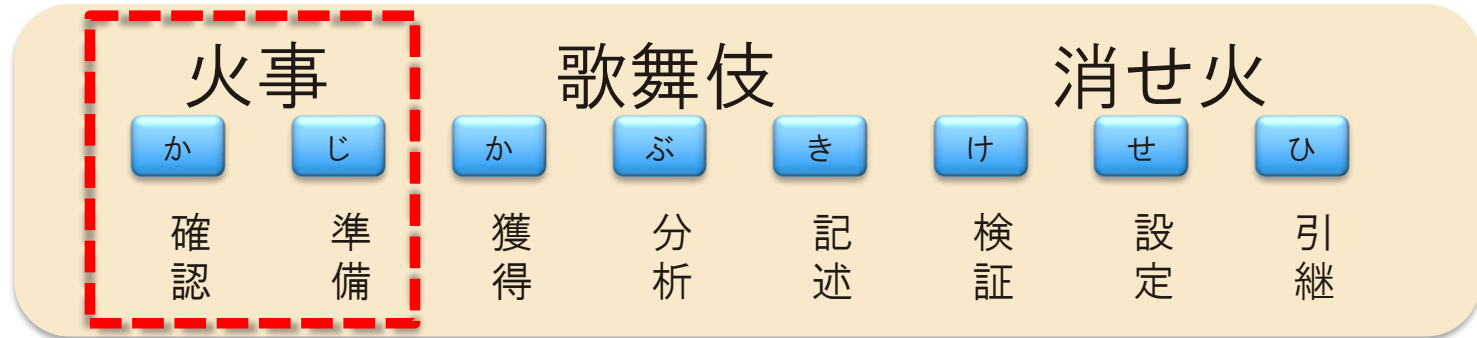 火事 歌舞伎 消せ火
か じ か ぶ き け せ ひ
確認 準備 獲得 分析 記述 検証 設定 引継